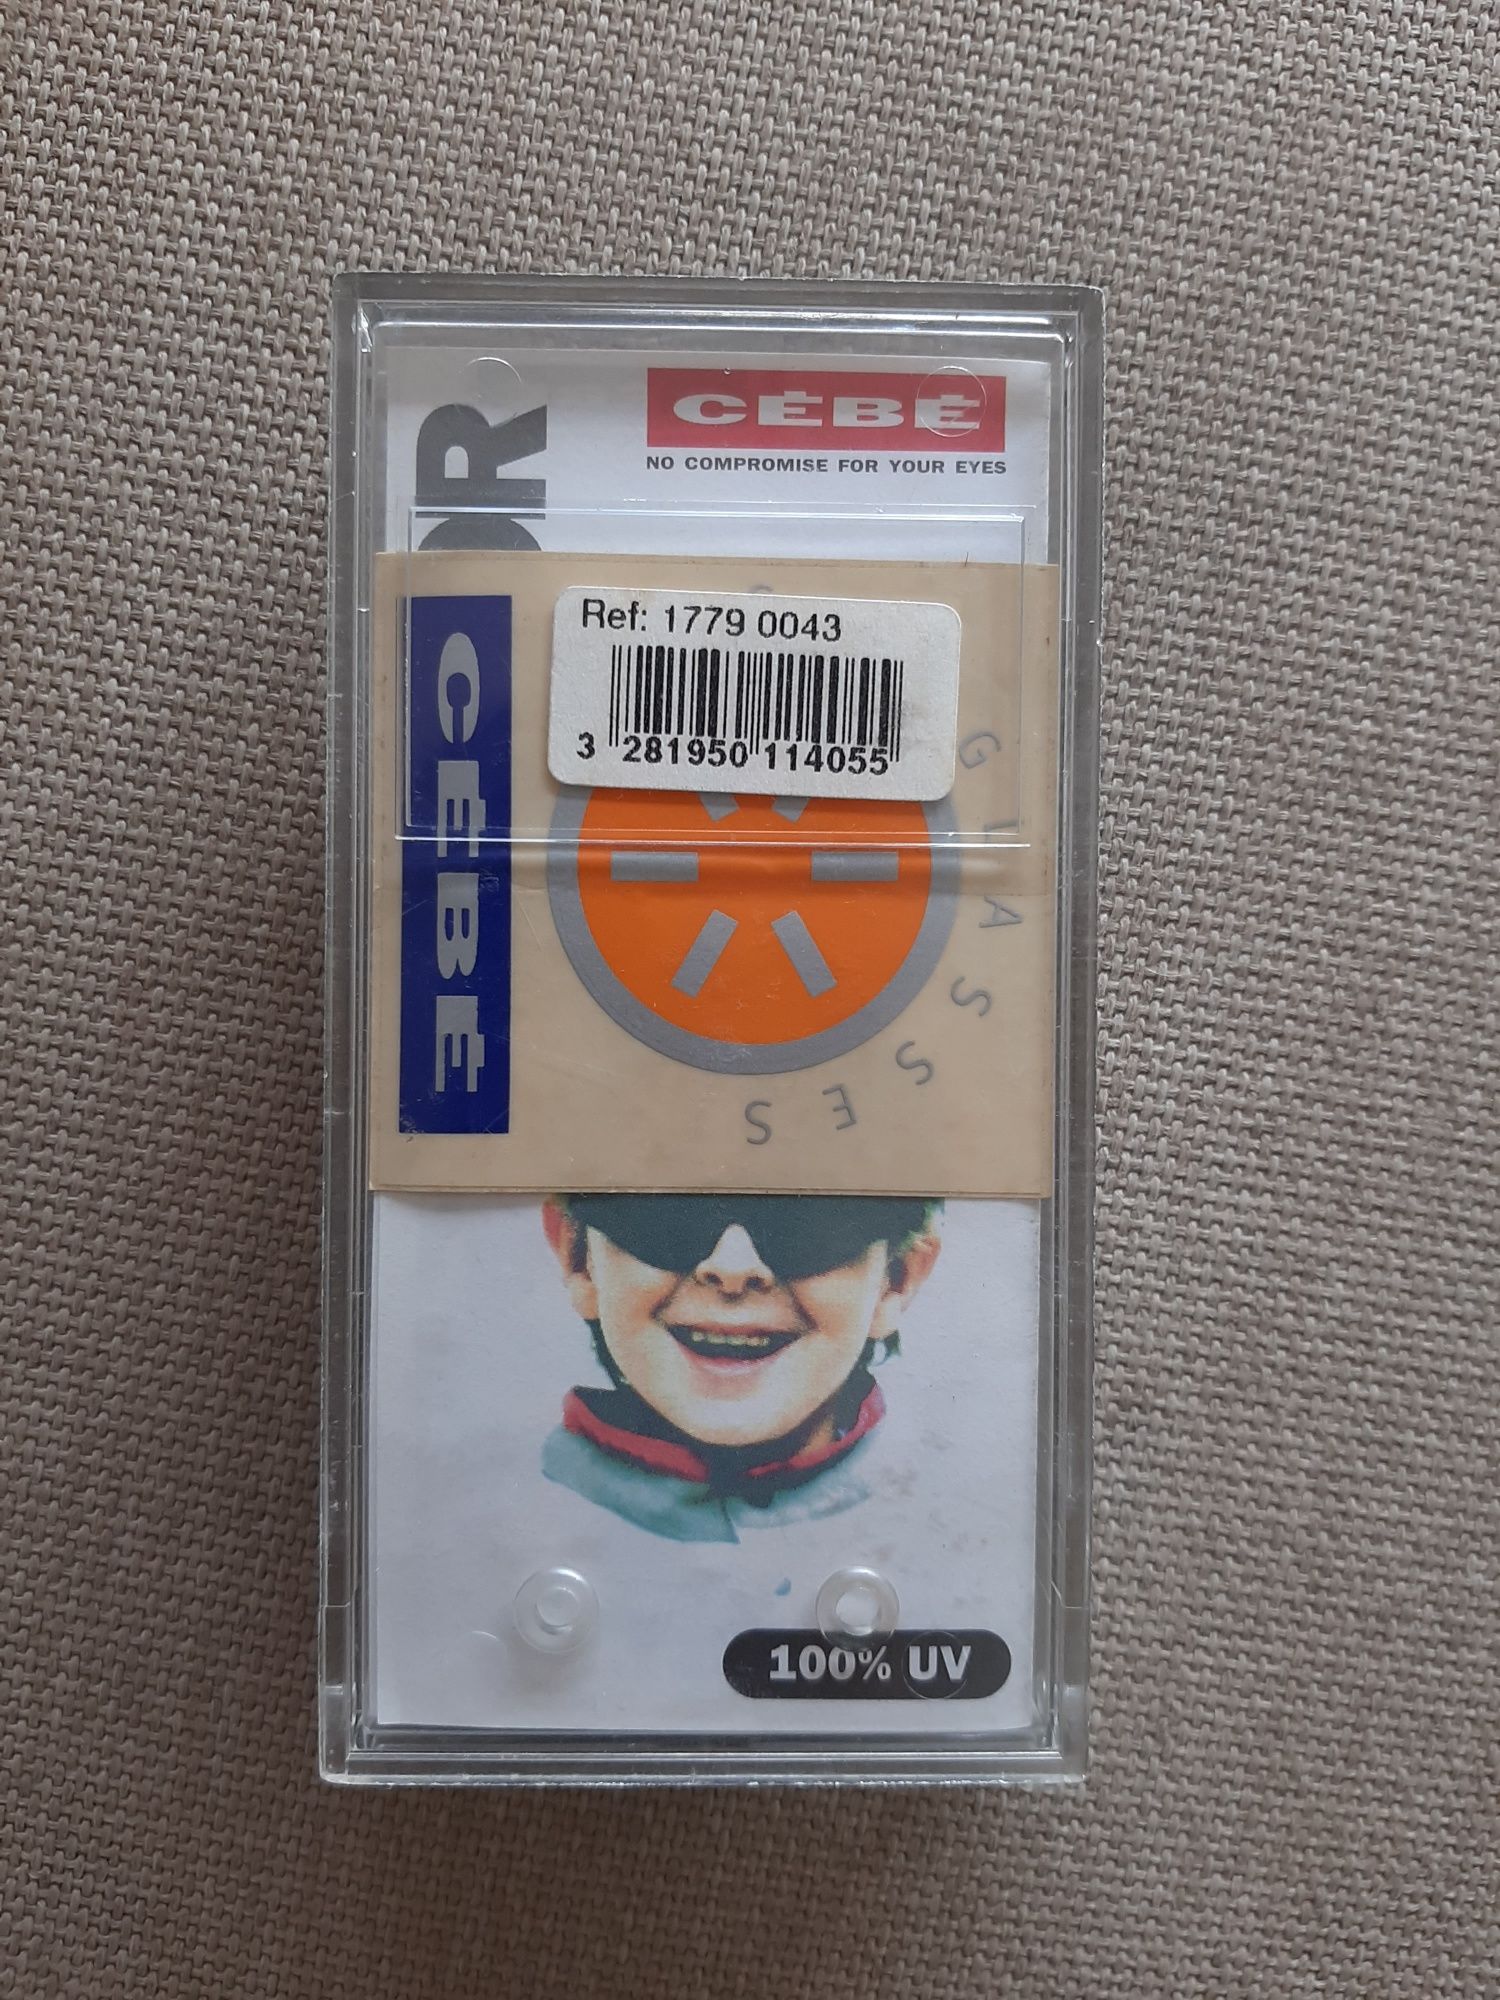 CÉBÉ
NO COMPROMISE FOR YOUR EYES
Ref: 1779 0043
3 281950 114055
CÉBÉ
GLASSES
100% UV